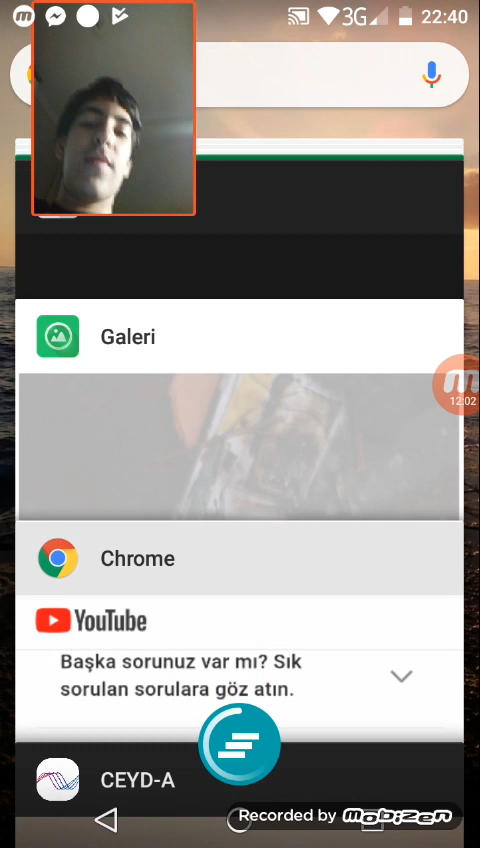 3G 22:40
Galeri
12:02
Chrome
YouTube
Başka sorunuz var mı? Sık
sorulan sorulara göz atın.
CEYD-A
Recorded by mobizen